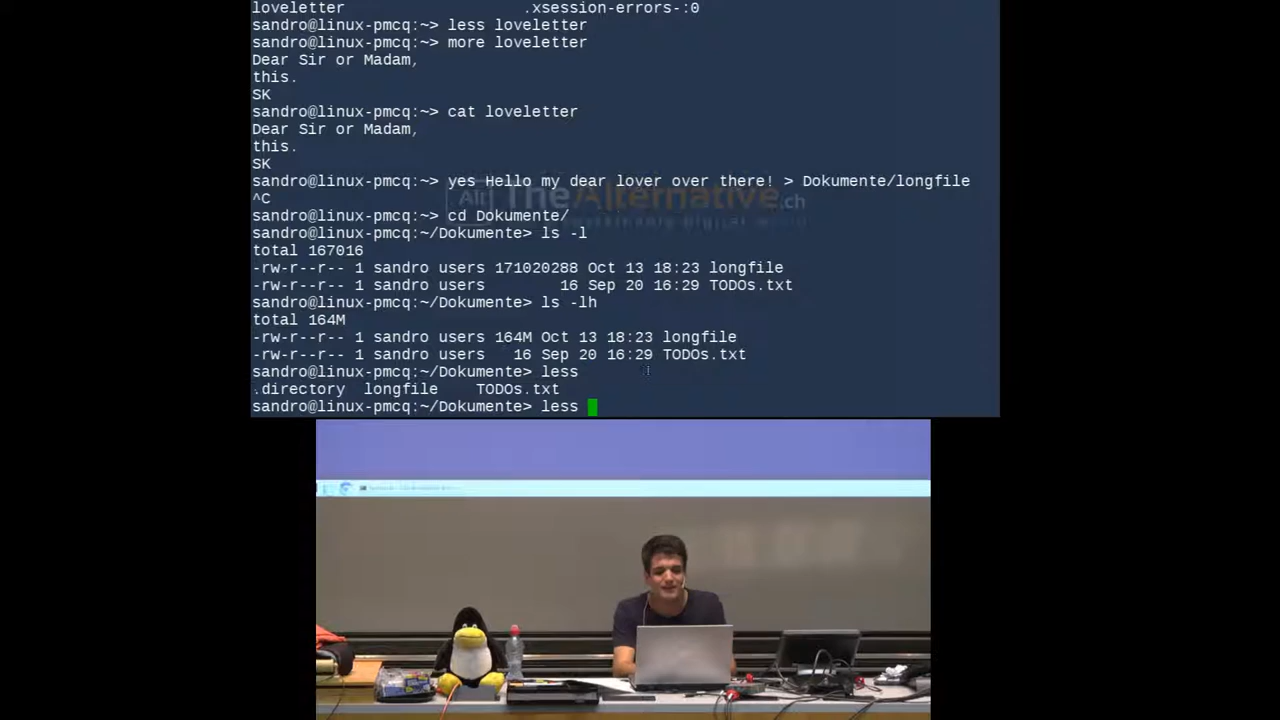 loveletter .xsession-errors-:0
sandro@linux-pmcq:~> less loveletter
sandro@linux-pmcq:~> more loveletter
Dear Sir or Madam,
this.
SK
sandro@linux-pmcq:~> cat loveletter
Dear Sir or Madam,
this.
SK
sandro@linux-pmcq:~> yes Hello my dear lover over there! > Dokumente/longfile
Alt TheAlternative.ch
^C
sandro@linux-pmcq:~> cd Dokumente/
sandro@linux-pmcq:~/Dokumente> ls -l
total 167016
-rw-r--r-- 1 sandro users 171020288 Oct 13 18:23 longfile
-rw-r--r-- 1 sandro users 16 Sep 20 16:29 TODOs.txt
sandro@linux-pmcq:~/Dokumente> ls -lh
total 164M
-rw-r--r-- 1 sandro users 164M Oct 13 18:23 longfile
-rw-r--r-- 1 sandro users 16 Sep 20 16:29 TODOs.txt
sandro@linux-pmcq:~/Dokumente> less
.directory longfile TODOs.txt
sandro@linux-pmcq:~/Dokumente> less